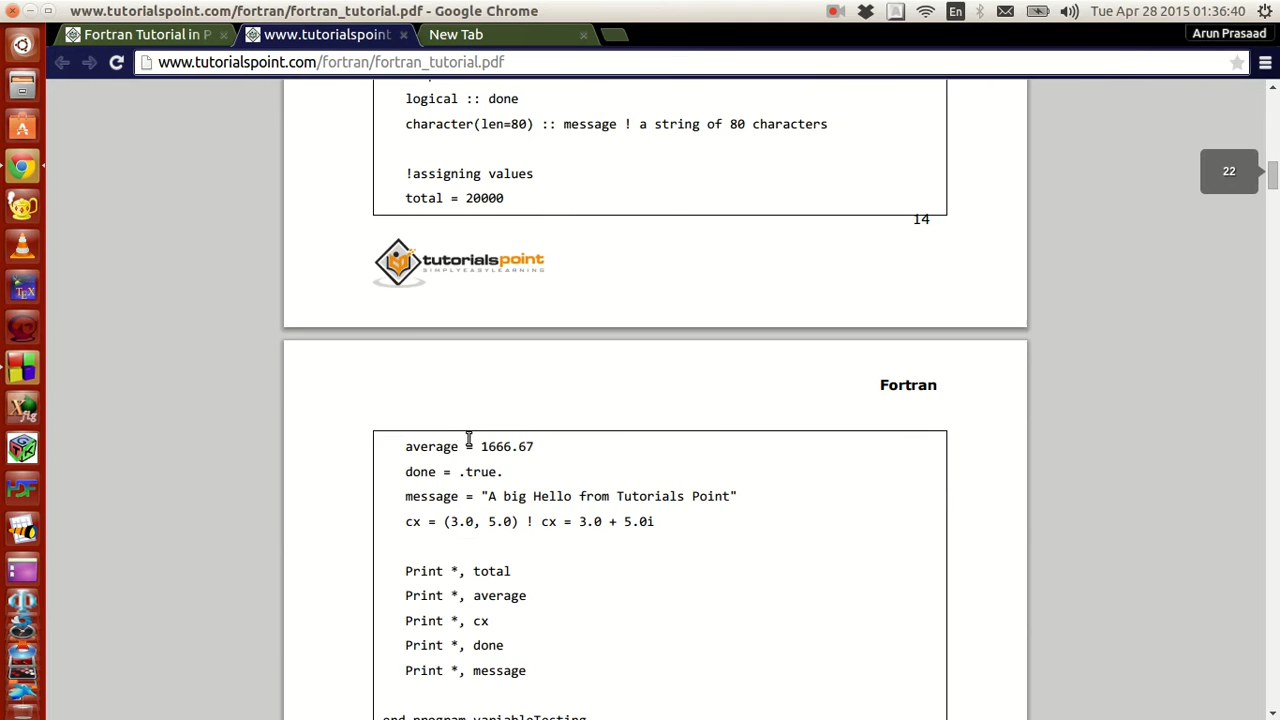 www.tutorialspoint.com/fortran/fortran_tutorial.pdf - Google Chrome
En
Tue Apr 28 2015 01:36:40
Fortran Tutorial in P
www.tutorialspoint
New Tab
Arun Prasaad
www.tutorialspoint.com/fortran/fortran_tutorial.pdf
logical :: done
character(len=80) :: message ! a string of 80 characters
!assigning values
total = 20000
14
tutorialspoint
SIMPLYEASYLEARNING
22
Fortran
average = 1666.67
done = .true.
message = "A big Hello from Tutorials Point"
cx = (3.0, 5.0) ! cx = 3.0 + 5.0i
Print *, total
Print *, average
Print *, cx
Print *, done
Print *, message
end program variableTesting